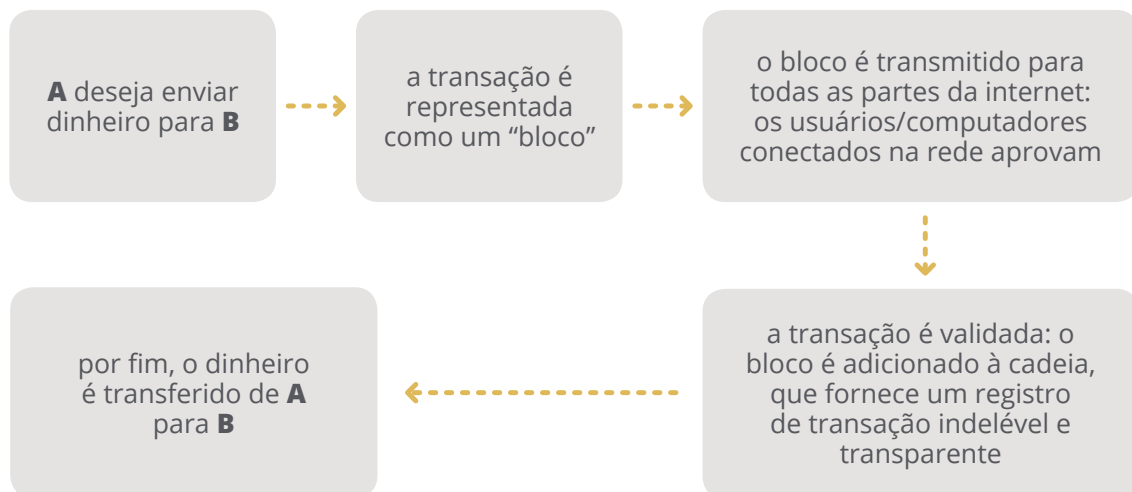 A deseja enviar
dinheiro para B
a transação é
representada
como um “bloco”
o bloco é transmitido para
todas as partes da internet:
os usuários/computadores
conectados na rede aprovam
a transação é validada: o
bloco é adicionado à cadeia,
que fornece um registro
de transação indelével e
transparente
por fim, o dinheiro
é transferido de A
para B